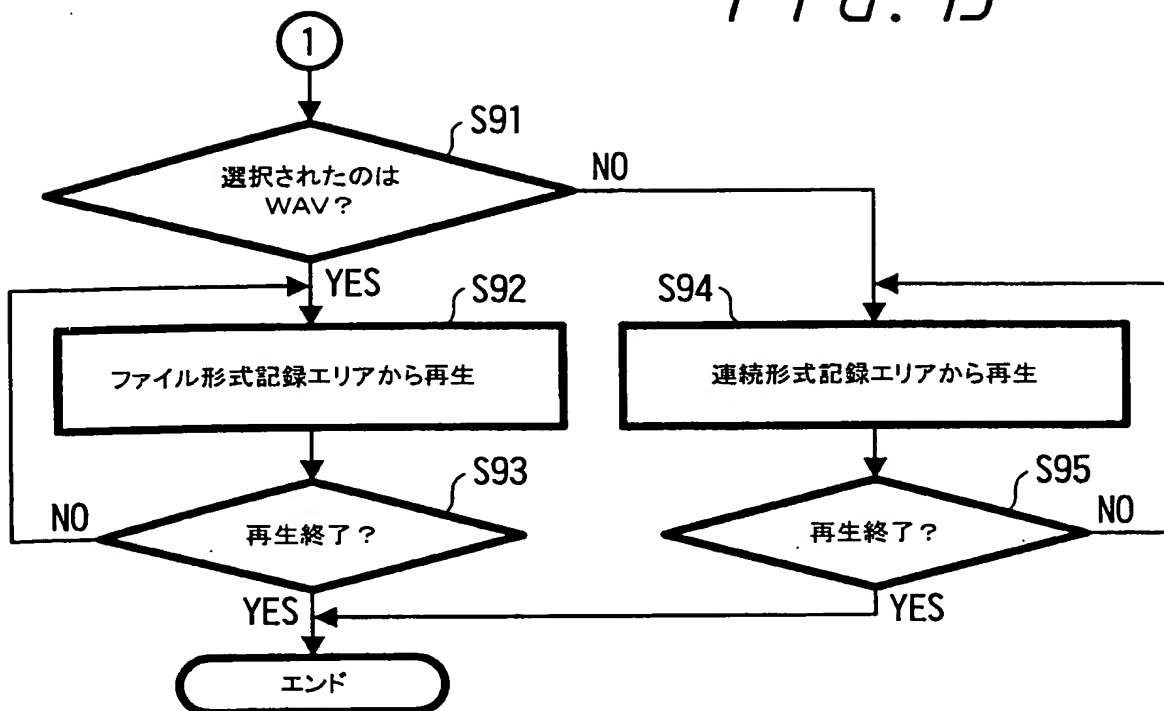 FIG. 15
1
S91
選択されたのは
WAV?
NO
YES
S92
ファイル形式記録エリアから再生
S94
連続形式記録エリアから再生
S93
再生終了?
NO
YES
S95
再生終了?
NO
YES
エンド